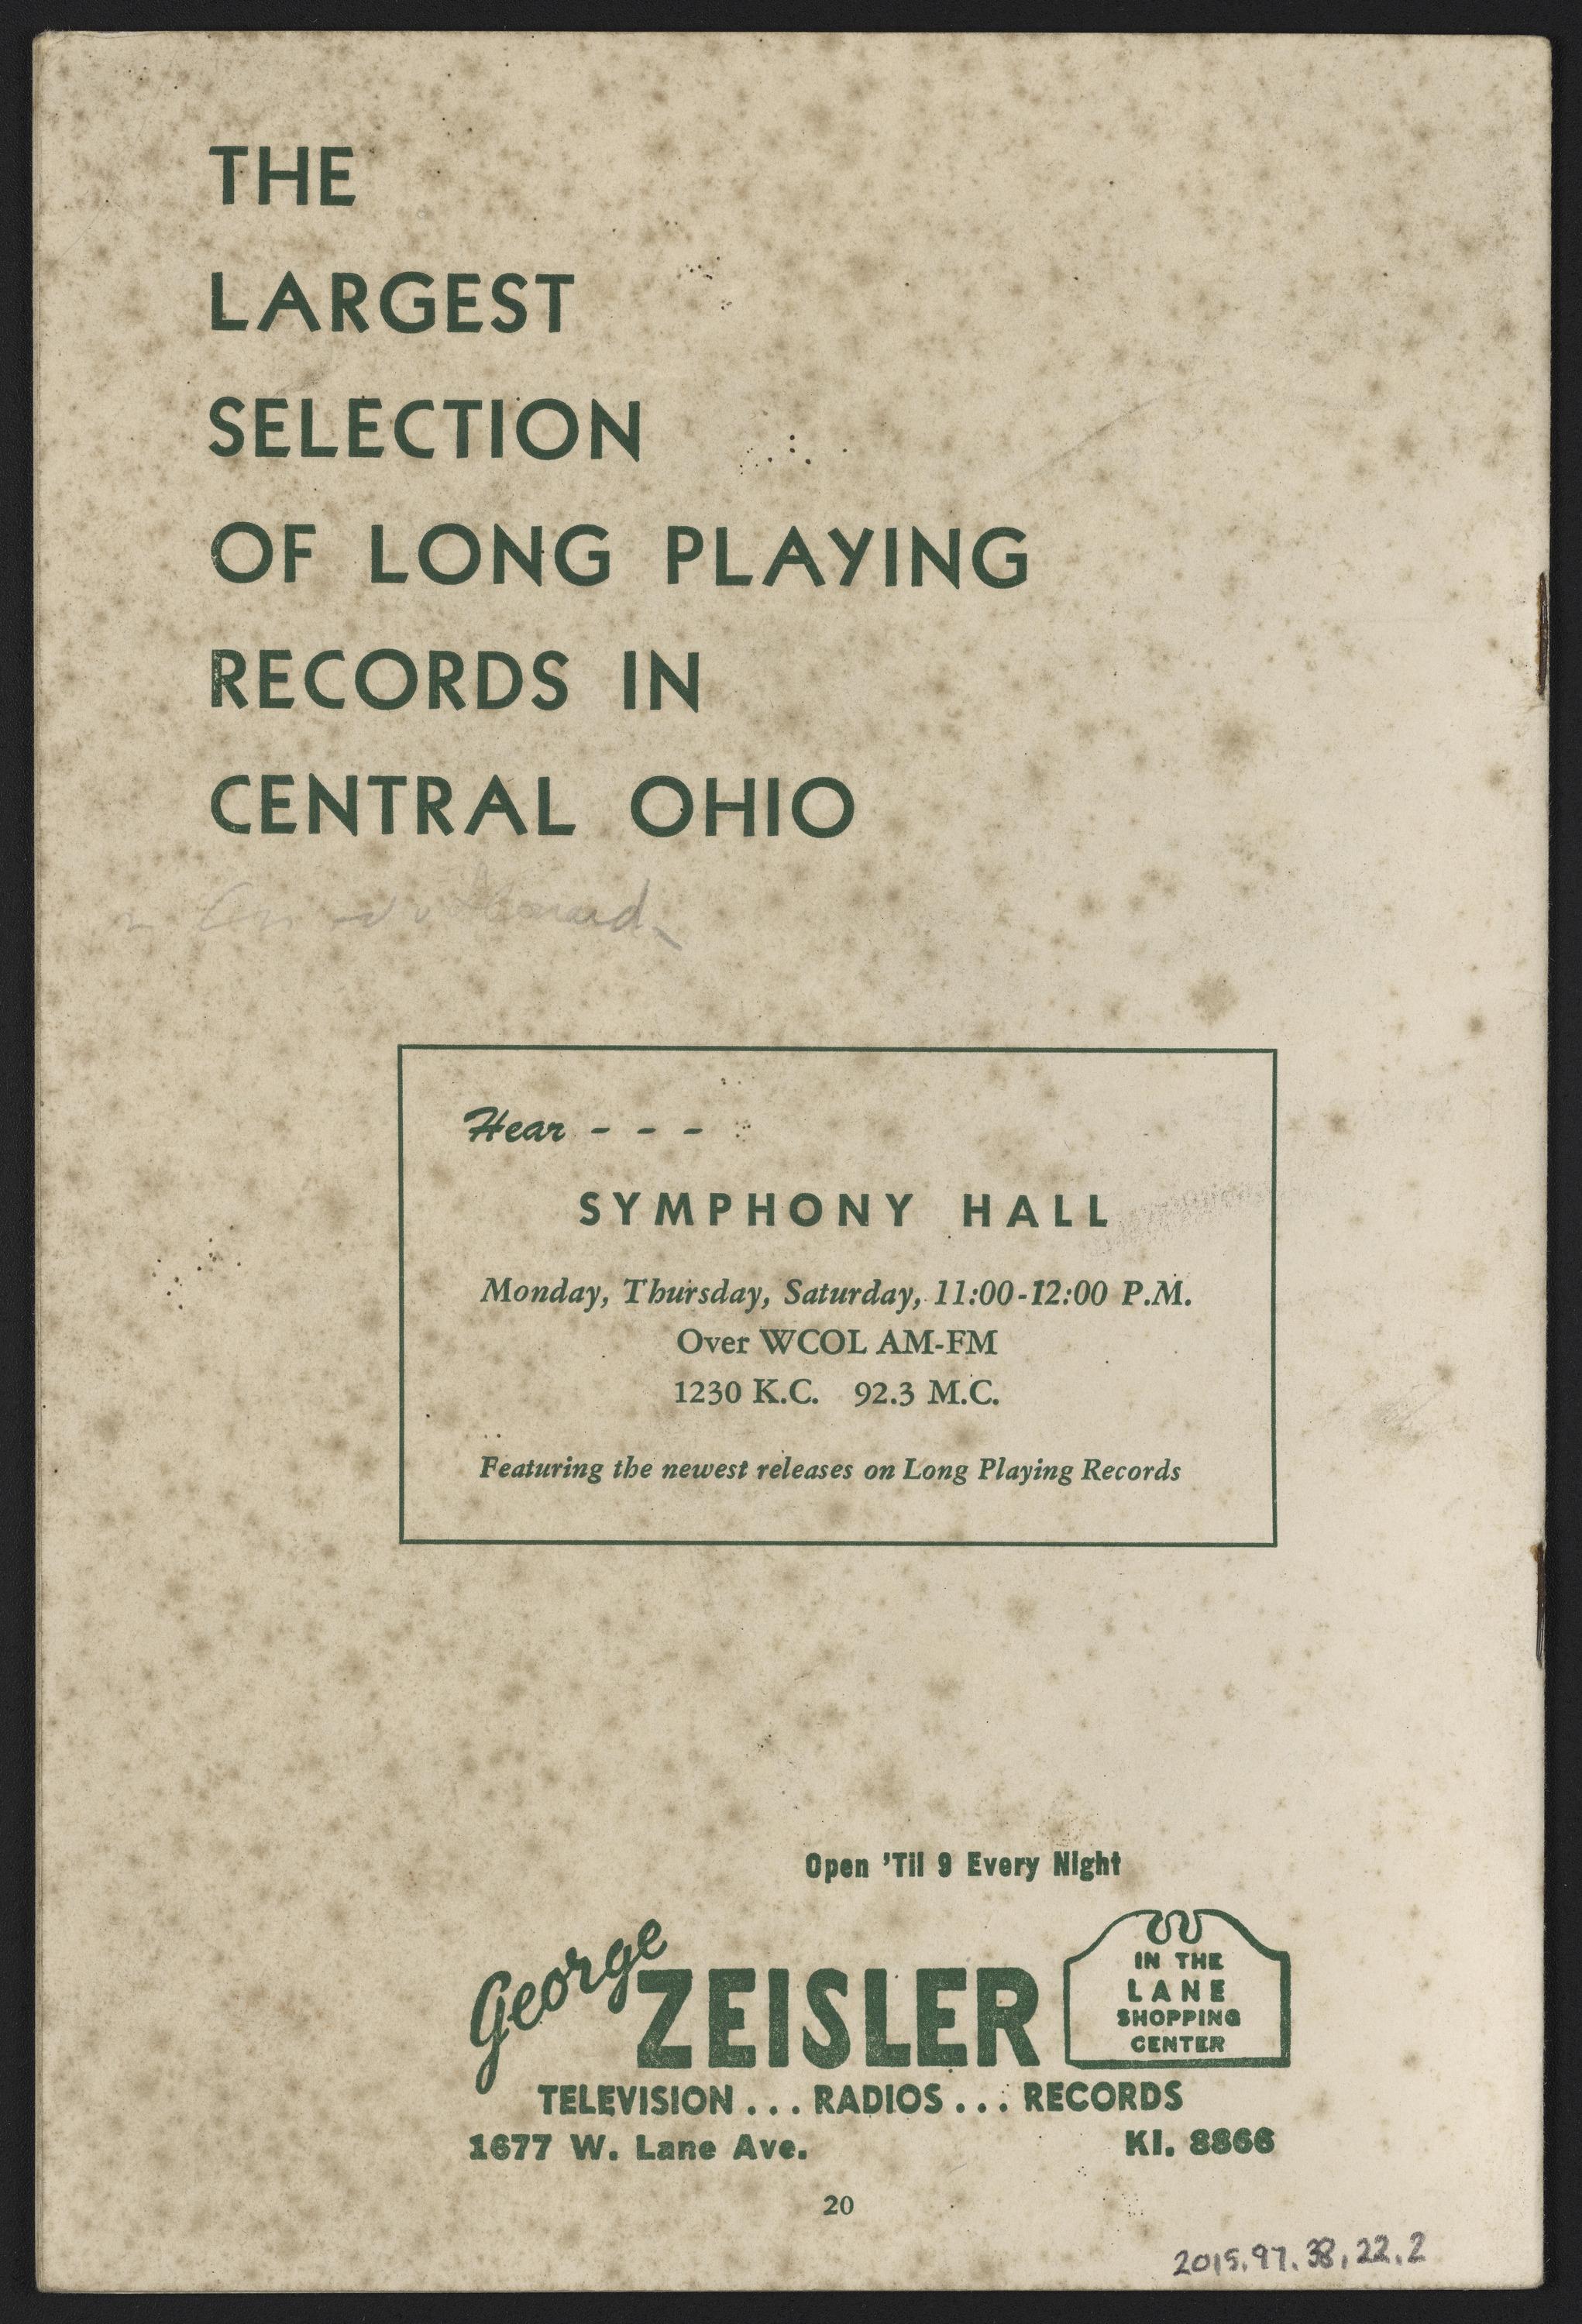 THE
LARGEST
SELECTION
OF LONG PLAYING
RECORDS IN
CENTRAL OHIO
Hear - - -
SYMPHONY HALL
Monday, Thursday, Saturday, 11:00-12:00 P.M.
Over WCOL AM-FM
1230 K.C. 92.3 M.C.
Featuring the newest releases on Long Playing Records
Open 'Til 9 Every Night
George
ZEISLER
IN THE
LANE
SHOPPING
CENTER
TELEVISION . . . RADIOS . . . RECORDS
1677 W. Lane Ave. KI. 8866
20
2015.97.38.22.2